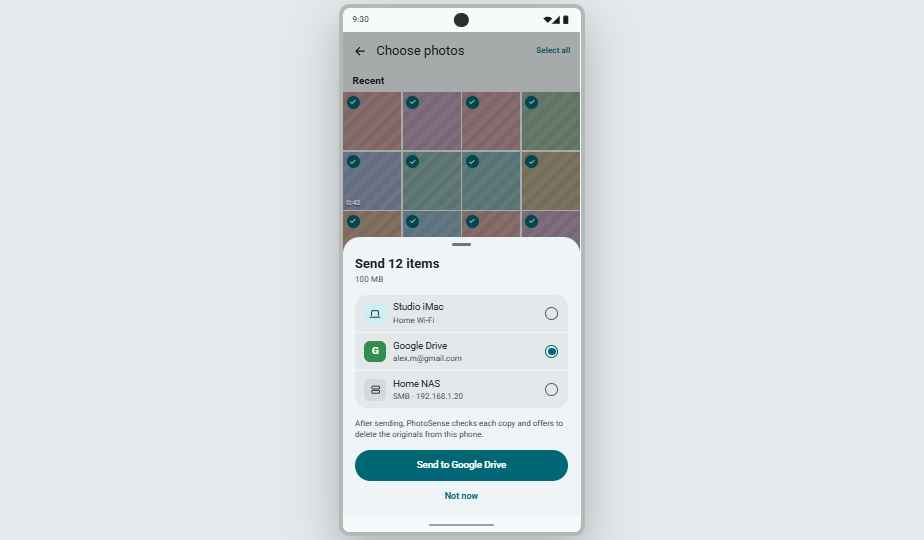 9:30
Choose photos
Select all
Recent
0:42
Send 12 items
100 MB
Studio iMac
Home Wi-Fi
G
Google Drive
alex.m@gmail.com
Home NAS
SMB · 192.168.1.20
After sending, PhotoSense checks each copy and offers to
delete the originals from this phone.
Send to Google Drive
Not now